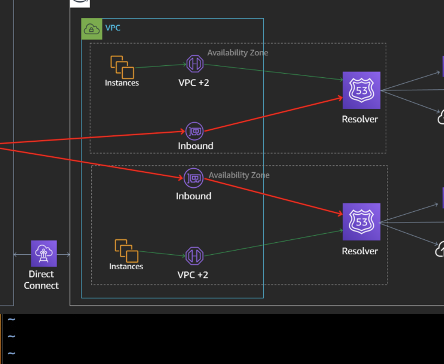 VPC
Availability Zone
Instances
VPC +2
53
Resolver
Inbound
Availability Zone
Inbound
53
Resolver
Instances
VPC +2
Direct
Connect
~
~
~